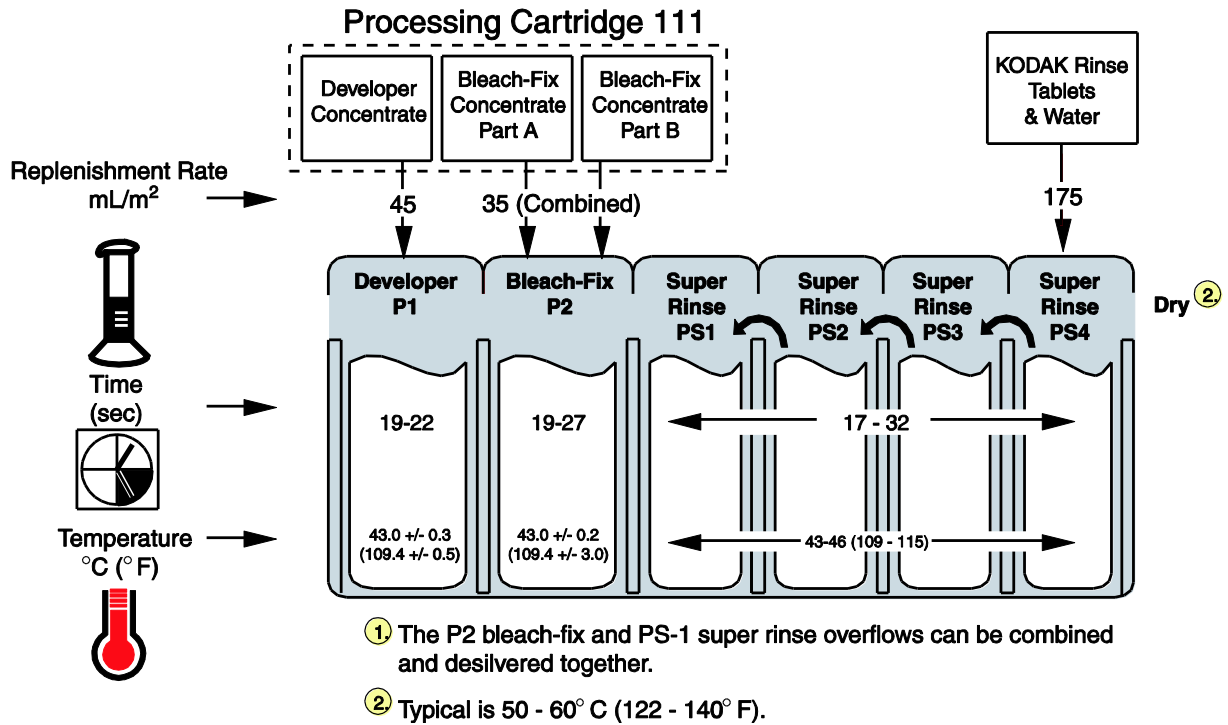 Processing Cartridge 111
Developer
Concentrate
Bleach-Fix
Concentrate
Part A
Bleach-Fix
Concentrate
Part B
KODAK Rinse
Tablets
& Water
Replenishment Rate
mL/m²
45
35 (Combined)
175
Developer
P1
Bleach-Fix
P2
Super
Rinse
PS1
Super
Rinse
PS2
Super
Rinse
PS3
Super
Rinse
PS4
Dry 2.
Time
(sec)
19-22
19-27
17 - 32
Temperature
°C (° F)
43.0 +/- 0.3
(109.4 +/- 0.5)
43.0 +/- 0.2
(109.4 +/- 3.0)
43-46 (109 - 115)
1. The P2 bleach-fix and PS-1 super rinse overflows can be combined
and desilvered together.
2. Typical is 50 - 60° C (122 - 140° F).